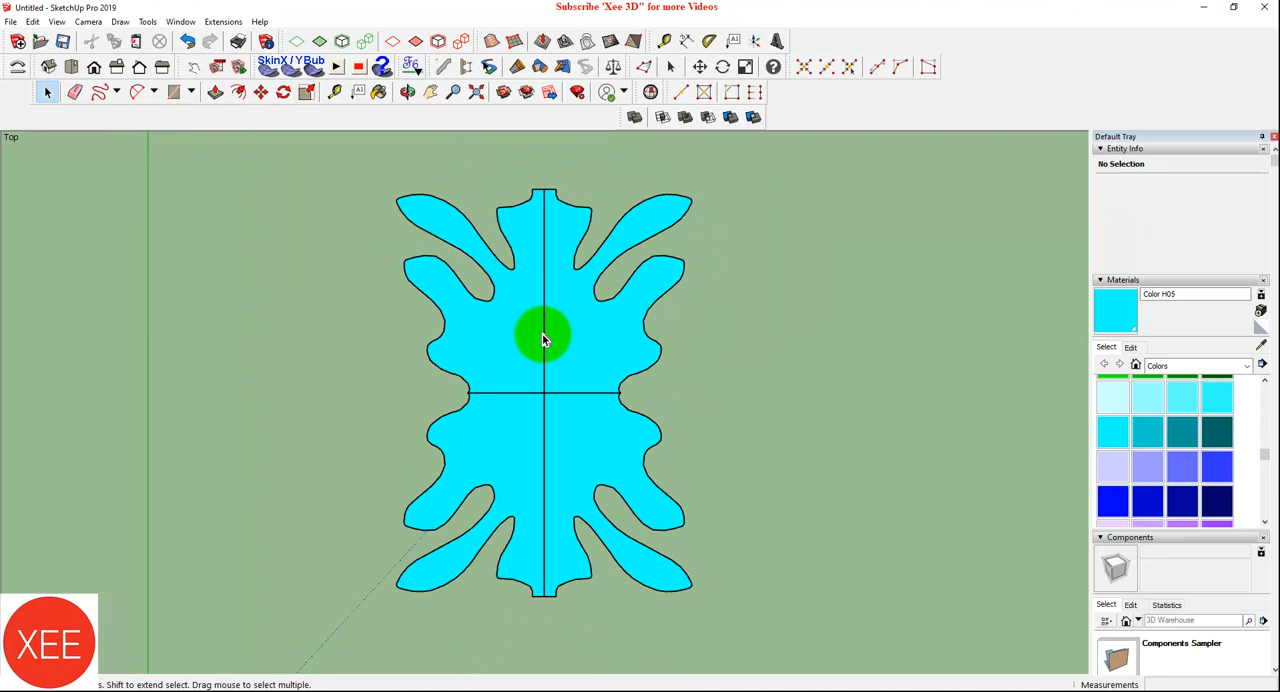 Untitled - SketchUp Pro 2019
Subscribe 'Xee 3D" for more Videos
File Edit View Camera Draw Tools Window Extensions Help
SkinX / YBub
Top
Default Tray
Entity Info
No Selection
Materials
Color H05
Select Edit
Colors
Components
Select Edit Statistics
3D Warehouse
Components Sampler
XEE
s. Shift to extend select. Drag mouse to select multiple.
Measurements